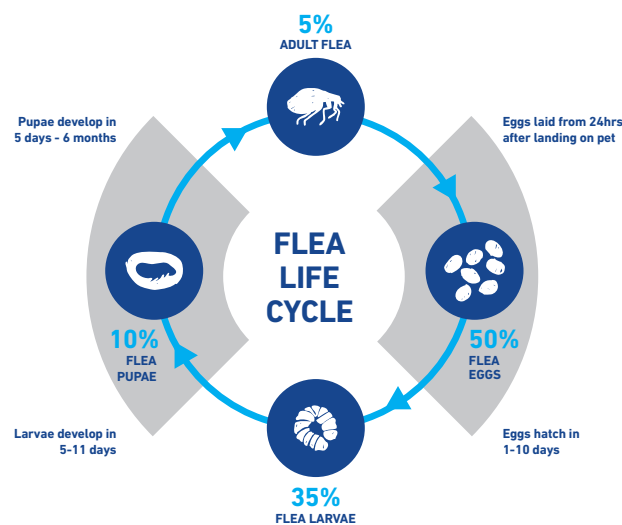 5%
ADULT FLEA
Pupae develop in
5 days - 6 months
Eggs laid from 24hrs
after landing on pet
FLEA
LIFE
CYCLE
10%
FLEA
PUPAE
50%
FLEA
EGGS
Larvae develop in
5-11 days
Eggs hatch in
1-10 days
35%
FLEA LARVAE